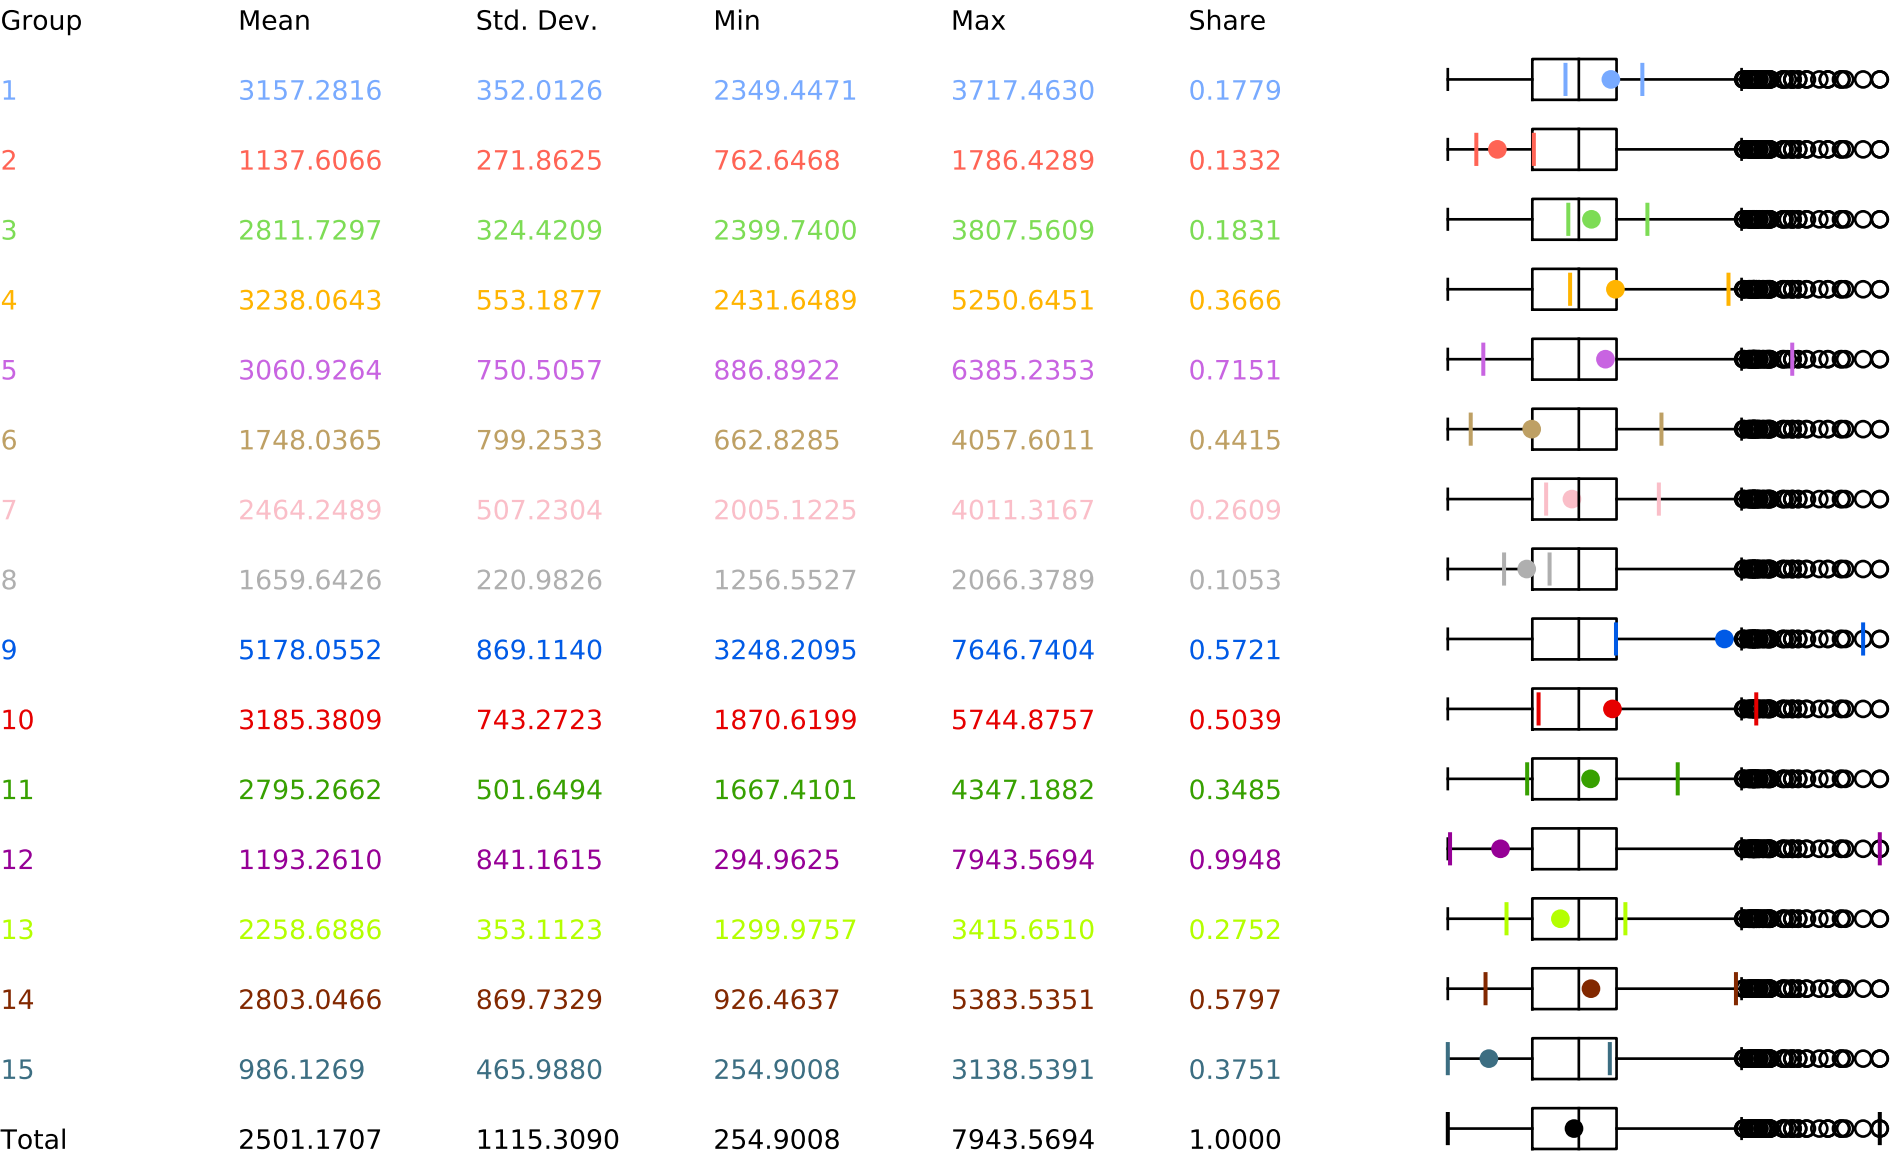 Group Mean Std. Dev. Min Max Share
1 3157.2816 352.0126 2349.4471 3717.4630 0.1779
2 1137.6066 271.8625 762.6468 1786.4289 0.1332
3 2811.7297 324.4209 2399.7400 3807.5609 0.1831
4 3238.0643 553.1877 2431.6489 5250.6451 0.3666
5 3060.9264 750.5057 886.8922 6385.2353 0.7151
6 1748.0365 799.2533 662.8285 4057.6011 0.4415
7 2464.2489 507.2304 2005.1225 4011.3167 0.2609
8 1659.6426 220.9826 1256.5527 2066.3789 0.1053
9 5178.0552 869.1140 3248.2095 7646.7404 0.5721
10 3185.3809 743.2723 1870.6199 5744.8757 0.5039
11 2795.2662 501.6494 1667.4101 4347.1882 0.3485
12 1193.2610 841.1615 294.9625 7943.5694 0.9948
13 2258.6886 353.1123 1299.9757 3415.6510 0.2752
14 2803.0466 869.7329 926.4637 5383.5351 0.5797
15 986.1269 465.9880 254.9008 3138.5391 0.3751
Total 2501.1707 1115.3090 254.9008 7943.5694 1.0000